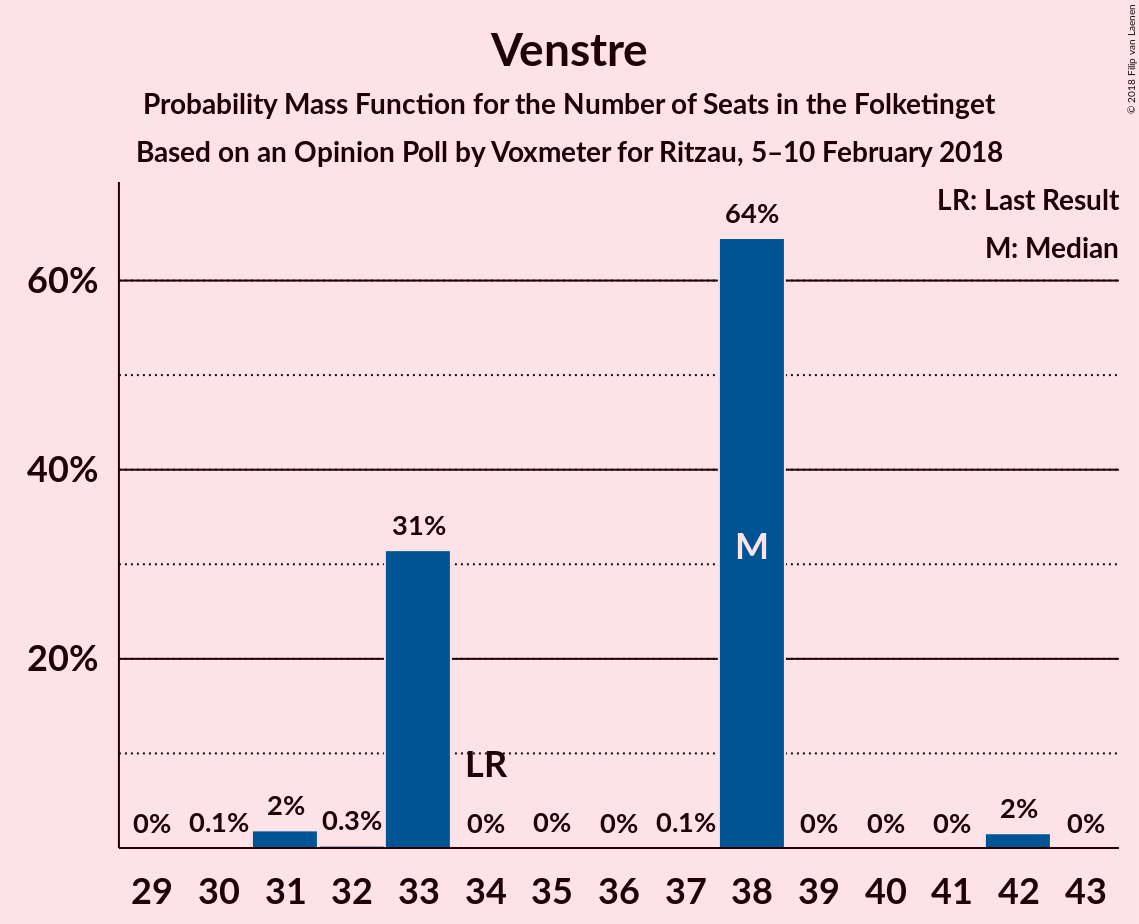 Venstre
Probability Mass Function for the Number of Seats in the Folketinget
Based on an Opinion Poll by Voxmeter for Ritzau, 5–10 February 2018
© 2018 Filip van Laenen
LR: Last Result
M: Median
60%
40%
20%
0% 0.1% 2% 0.3% 31% 0% 0% 0% 0.1% 64% 0% 0% 0% 2% 0%
LR
M
29 30 31 32 33 34 35 36 37 38 39 40 41 42 43